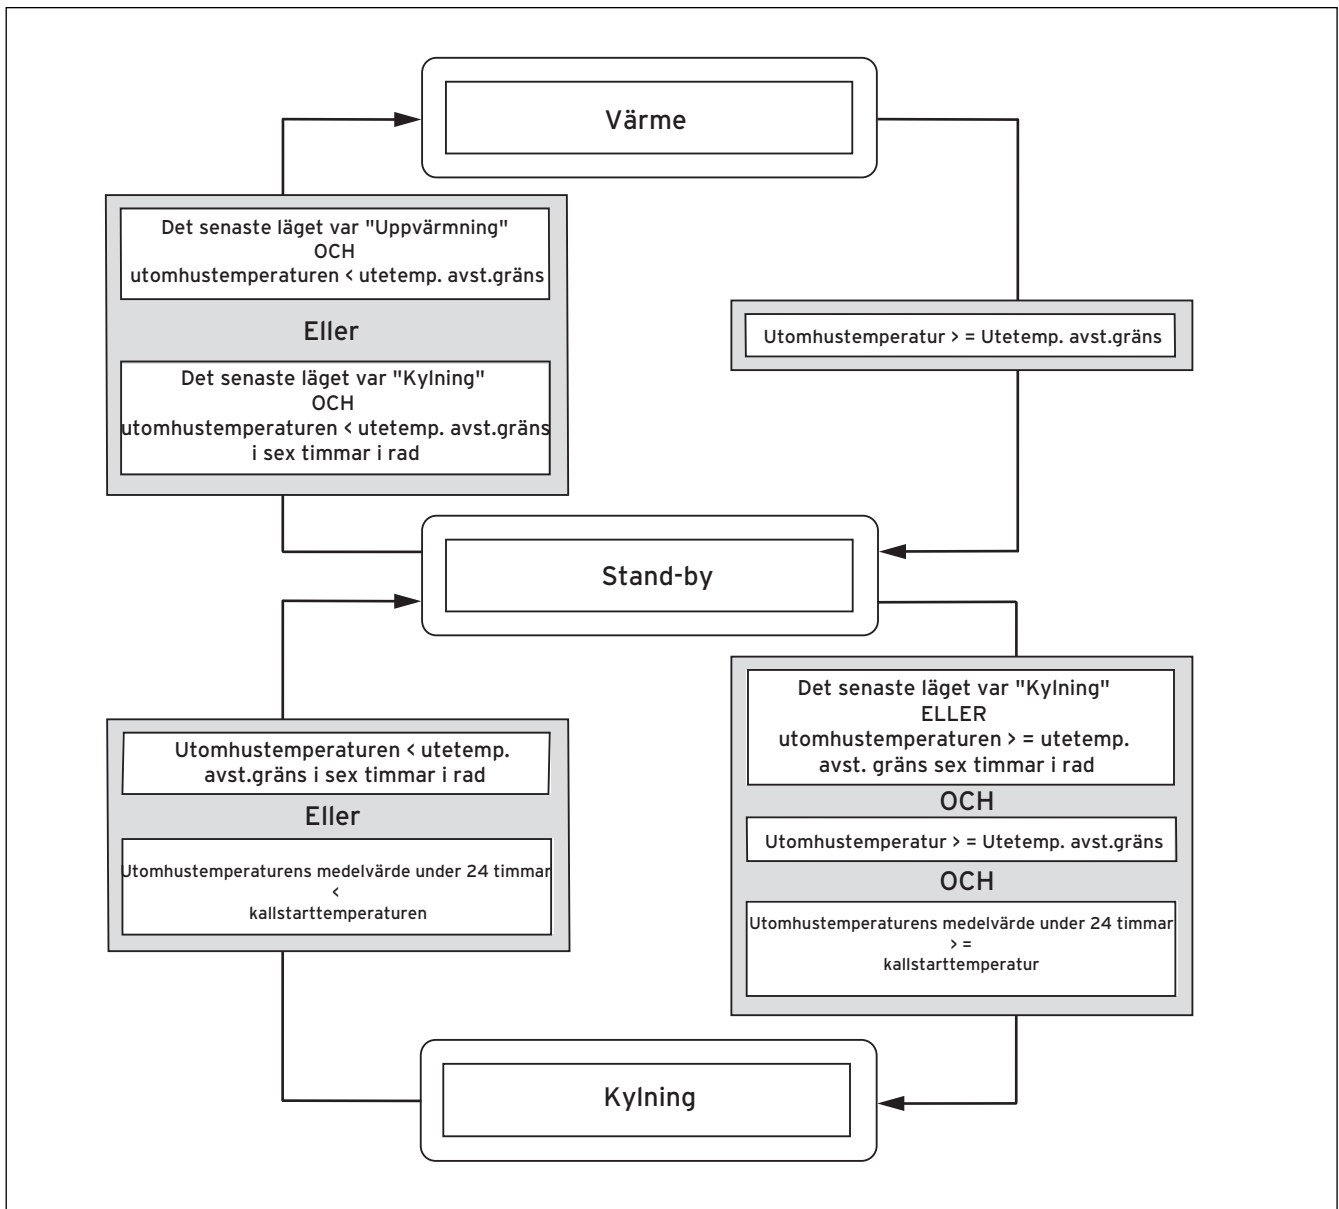 Värme
Det senaste läget var "Uppvärmning"
OCH
utomhustemperaturen < utetemp. avst.gräns
Eller
Det senaste läget var "Kylning"
OCH
utomhustemperaturen < utetemp. avst.gräns
i sex timmar i rad
Utomhustemperatur > = Utetemp. avst.gräns
Stand-by
Utomhustemperaturen < utetemp.
avst.gräns i sex timmar i rad
Eller
Utomhustemperaturens medelvärde under 24 timmar
<
kallstarttemperaturen
Det senaste läget var "Kylning"
ELLER
utomhustemperaturen > = utetemp.
avst. gräns sex timmar i rad
OCH
Utomhustemperatur > = Utetemp. avst.gräns
OCH
Utomhustemperaturens medelvärde under 24 timmar
> =
kallstarttemperatur
Kylning